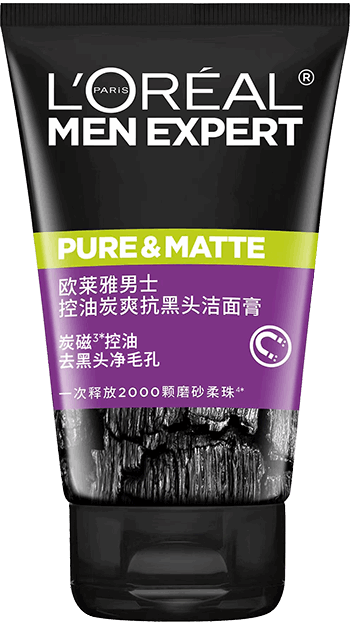 L'ORÉAL®
PARIS
MEN EXPERT
PURE & MATTE
欧莱雅男士
控油炭爽抗黑头洁面膏
炭磁³*控油
去黑头净毛孔
一次释放2000颗磨砂柔珠⁴*